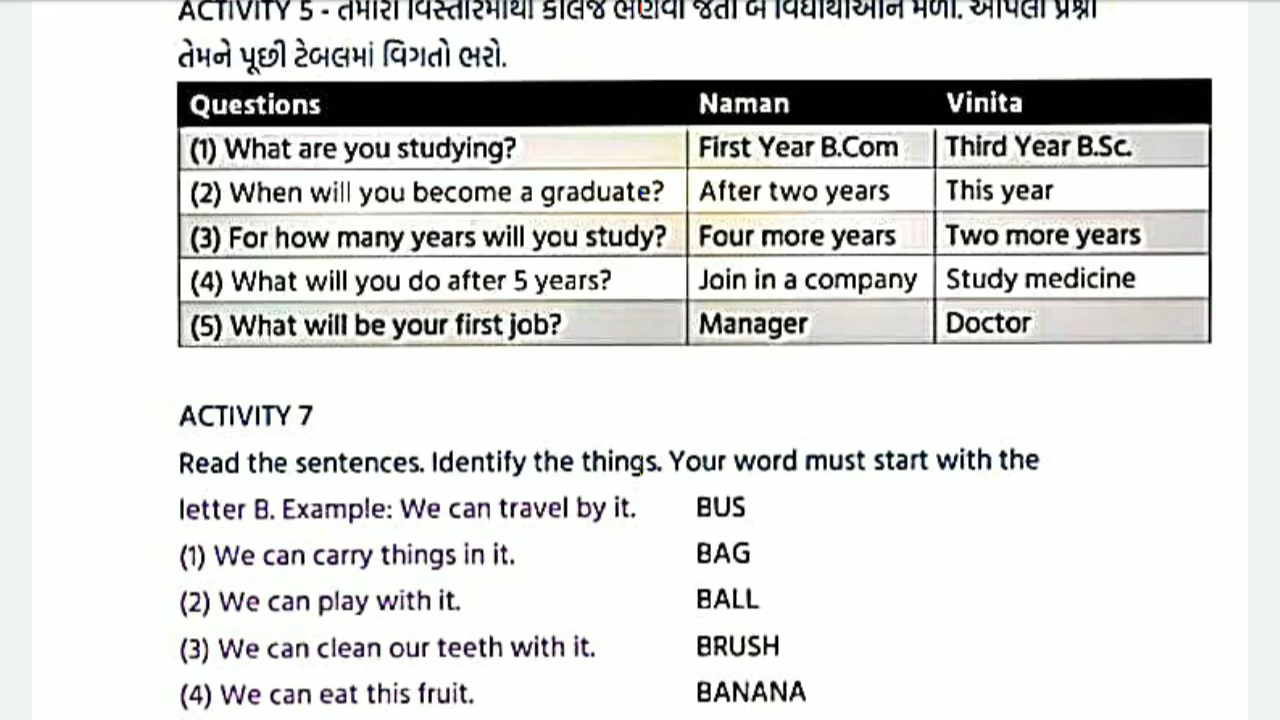 ACTIVITY 5 - તમારા વિસ્તારમાંથી કૉલેજ ભણવા જતાં બે વિદ્યાર્થીઓને મળો. આપેલા પ્રશ્નો
તેમને પૂછી ટેબલમાં વિગતો ભરો.
Questions Naman Vinita
(1) What are you studying? First Year B.Com Third Year B.Sc.
(2) When will you become a graduate? After two years This year
(3) For how many years will you study? Four more years Two more years
(4) What will you do after 5 years? Join in a company Study medicine
(5) What will be your first job? Manager Doctor
ACTIVITY 7
Read the sentences. Identify the things. Your word must start with the
letter B. Example: We can travel by it. BUS
(1) We can carry things in it. BAG
(2) We can play with it. BALL
(3) We can clean our teeth with it. BRUSH
(4) We can eat this fruit. BANANA